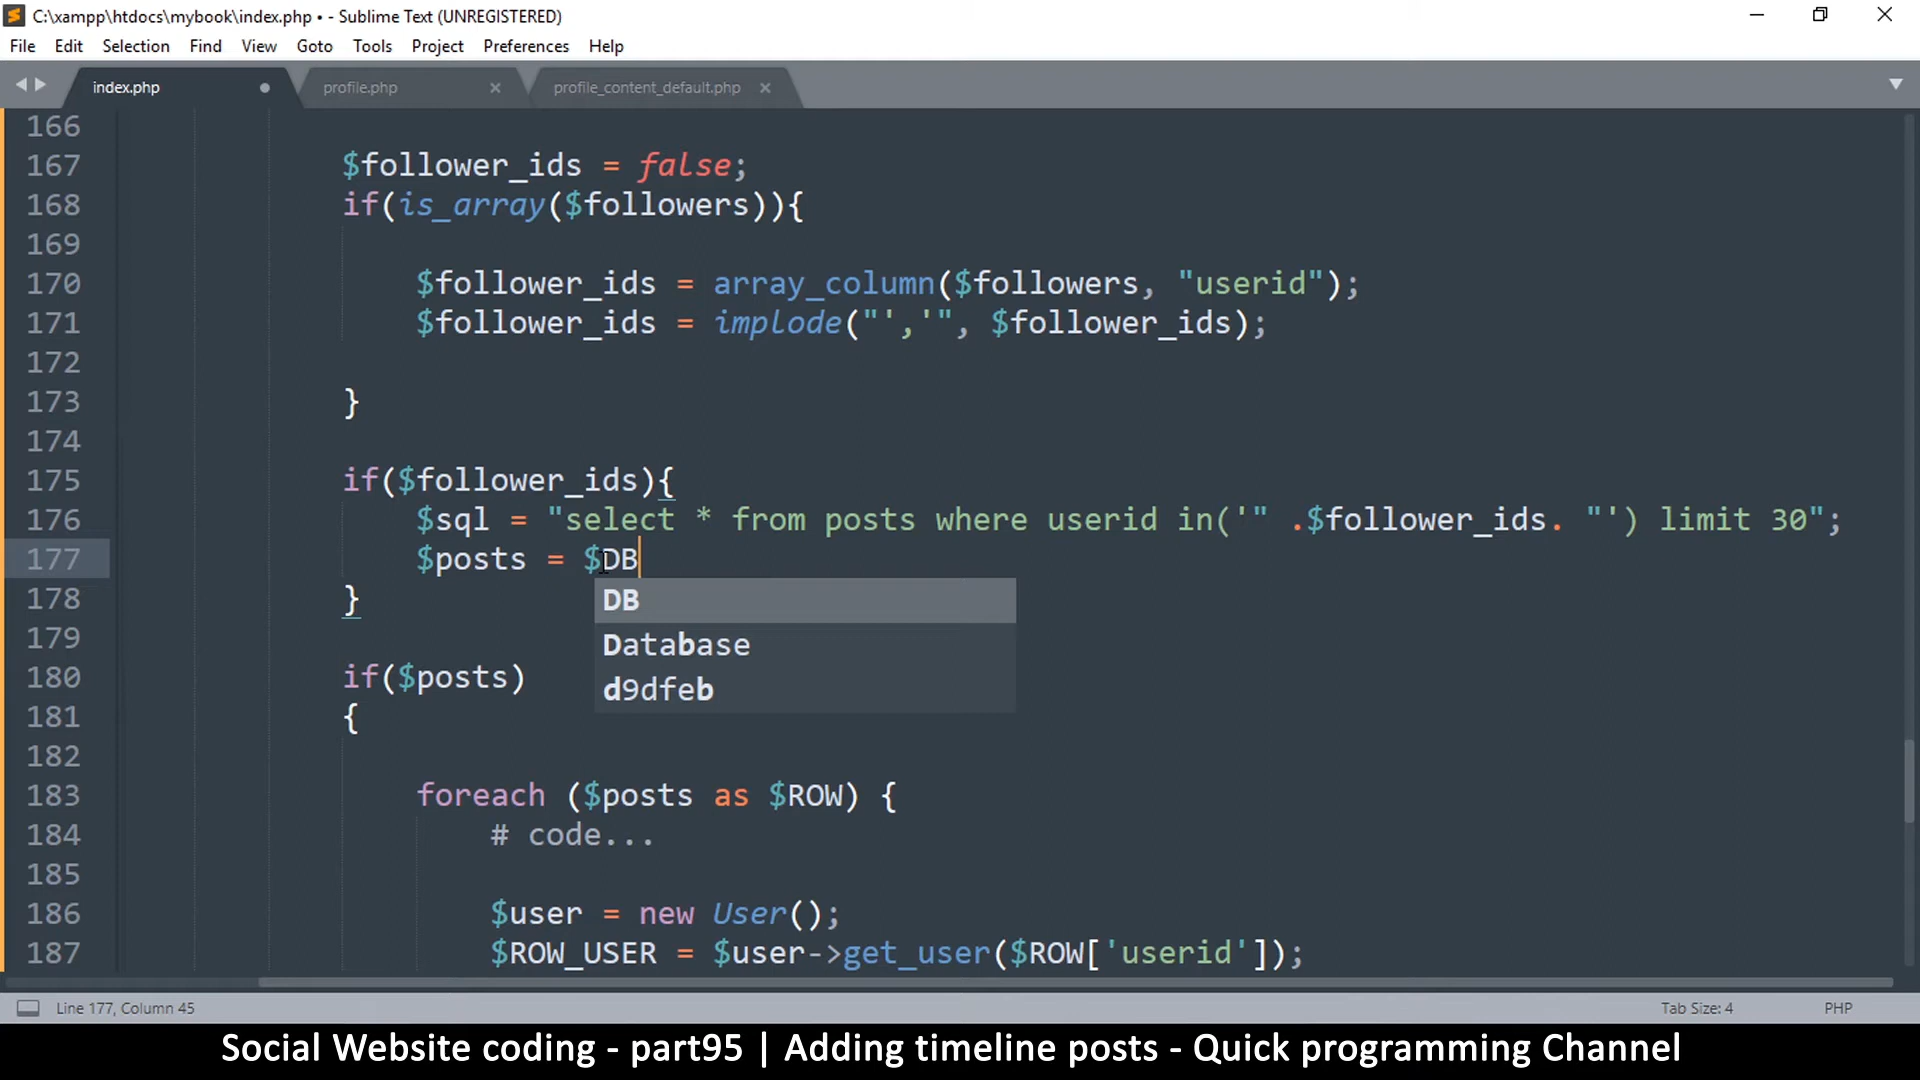 C:\xampp\htdocs\mybook\index.php • - Sublime Text (UNREGISTERED)
File Edit Selection Find View Goto Tools Project Preferences Help
index.php profile.php profile_content_default.php
166
167 $follower_ids = false;
168 if(is_array($followers)){
169
170 $follower_ids = array_column($followers, "userid");
171 $follower_ids = implode("','", $follower_ids);
172
173 }
174
175 if($follower_ids){
176 $sql = "select * from posts where userid in('" .$follower_ids. "') limit 30";
177 $posts = $DB
178 }
DB
179
Database
180 if($posts)
d9dfeb
181 {
182
183 foreach ($posts as $ROW) {
184 # code...
185
186 $user = new User();
187 $ROW_USER = $user->get_user($ROW['userid']);
Line 177, Column 45 Tab Size: 4 PHP
Social Website coding - part95 | Adding timeline posts - Quick programming Channel